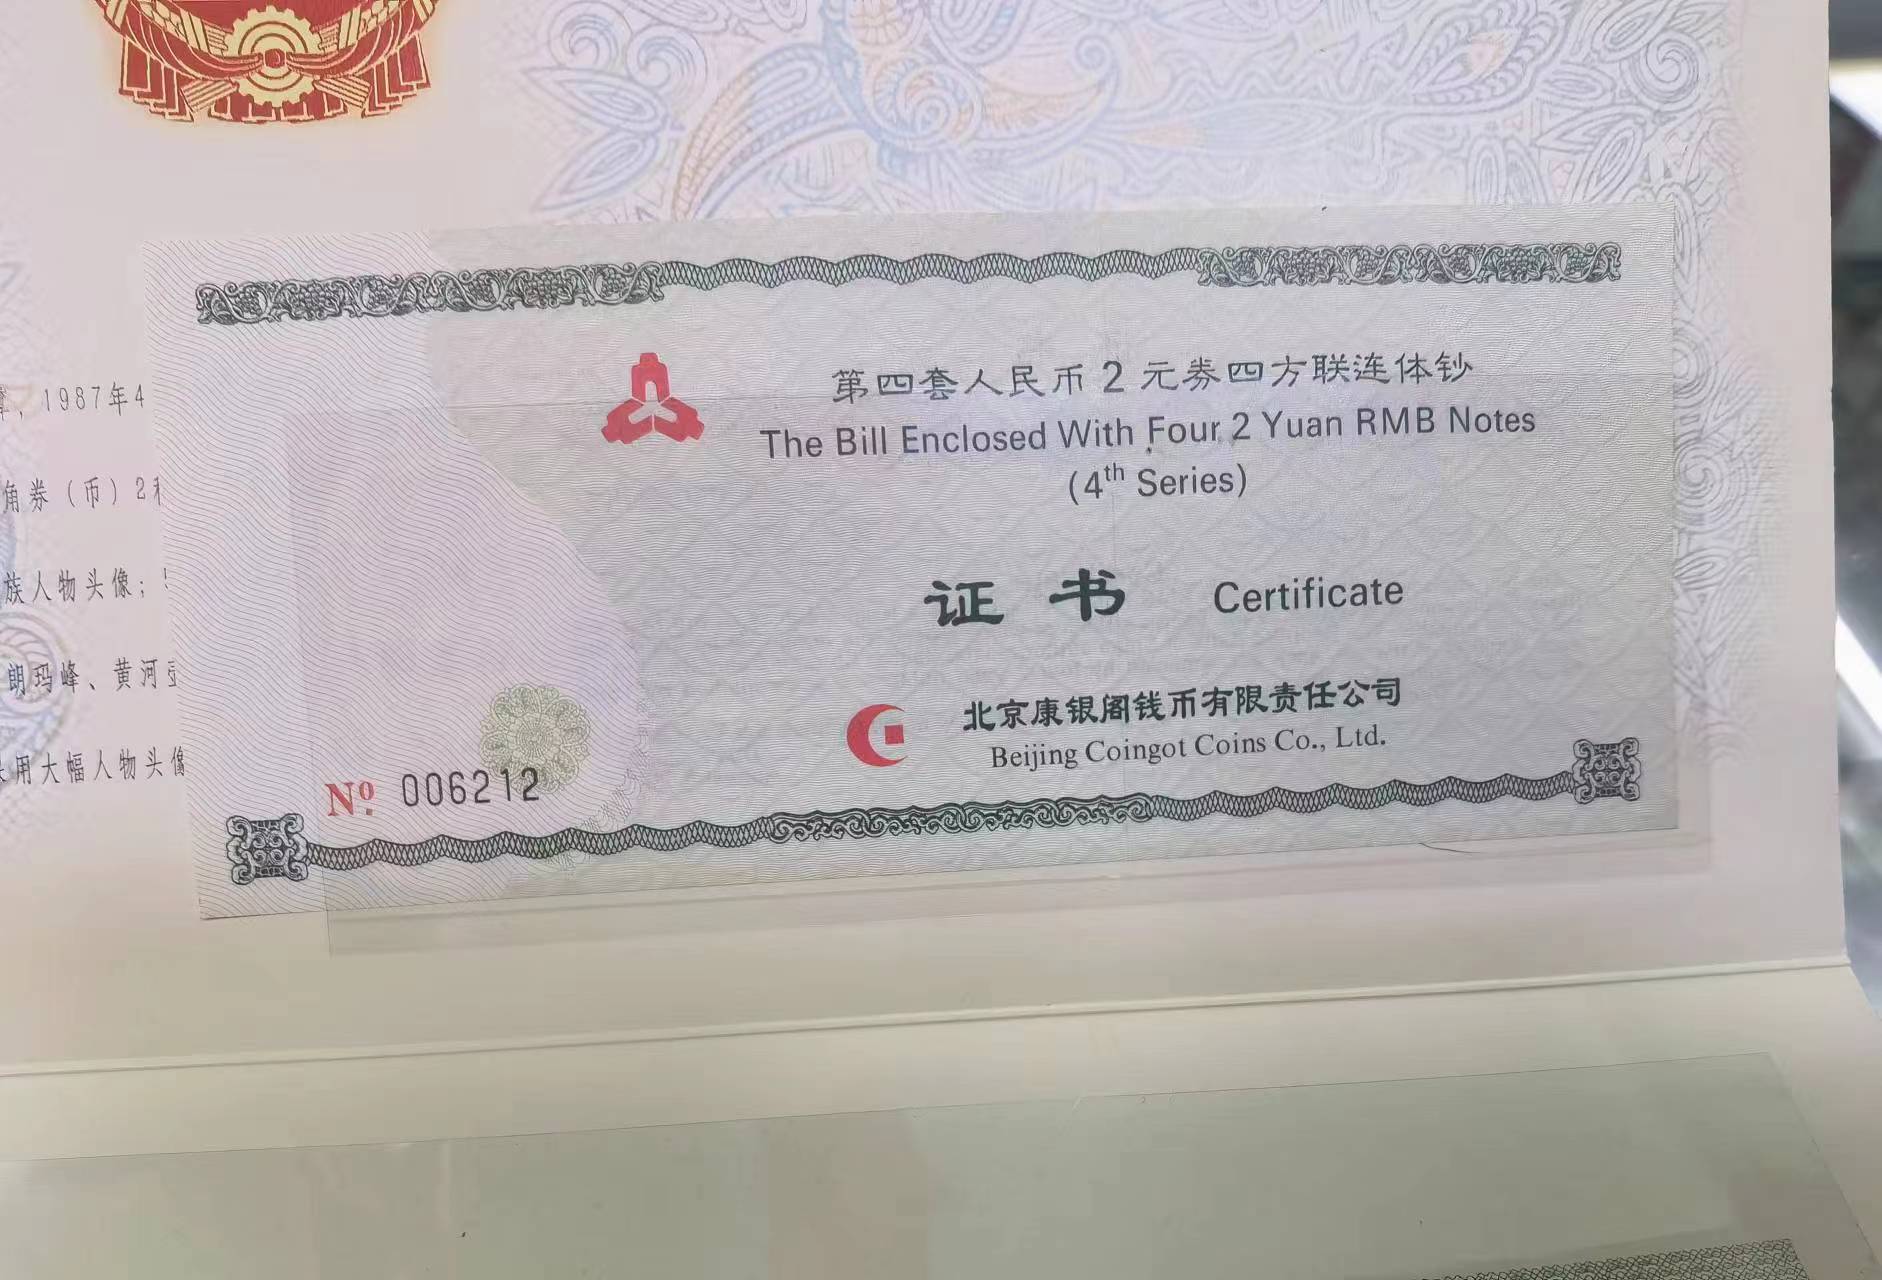 第四套人民币2元券四方联连体钞
The Bill Enclosed With Four 2 Yuan RMB Notes
(4th Series)
证书 Certificate
北京康银阁钱币有限责任公司
Beijing Coingot Coins Co., Ltd.
Nº 006212
，1987年4
角券（币）2
族人物头像；
朗玛峰、黄河
用大幅人物头像